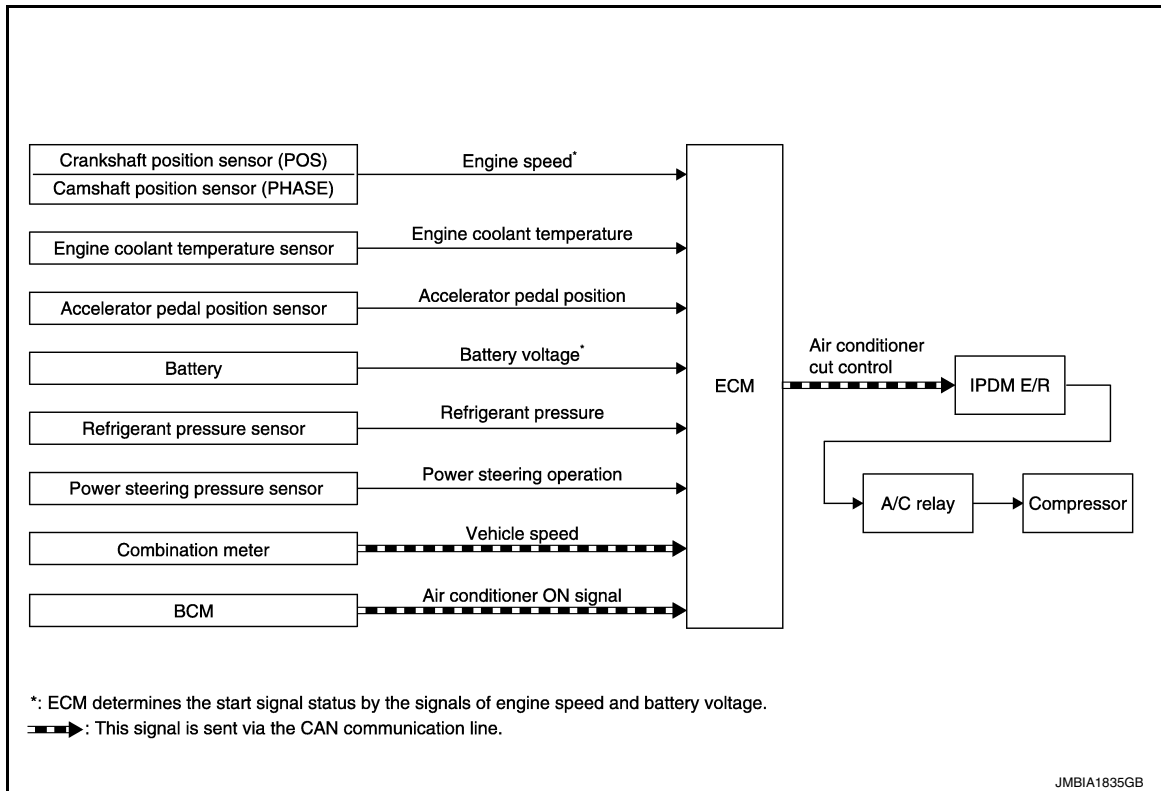 Crankshaft position sensor (POS)
Camshaft position sensor (PHASE)
Engine speed*
Engine coolant temperature sensor
Engine coolant temperature
Accelerator pedal position sensor
Accelerator pedal position
Battery
Battery voltage*
Refrigerant pressure sensor
Refrigerant pressure
Power steering pressure sensor
Power steering operation
Combination meter
Vehicle speed
BCM
Air conditioner ON signal
ECM
Air conditioner
cut control
IPDM E/R
A/C relay
Compressor
*: ECM determines the start signal status by the signals of engine speed and battery voltage.
: This signal is sent via the CAN communication line.
JMBIA1835GB